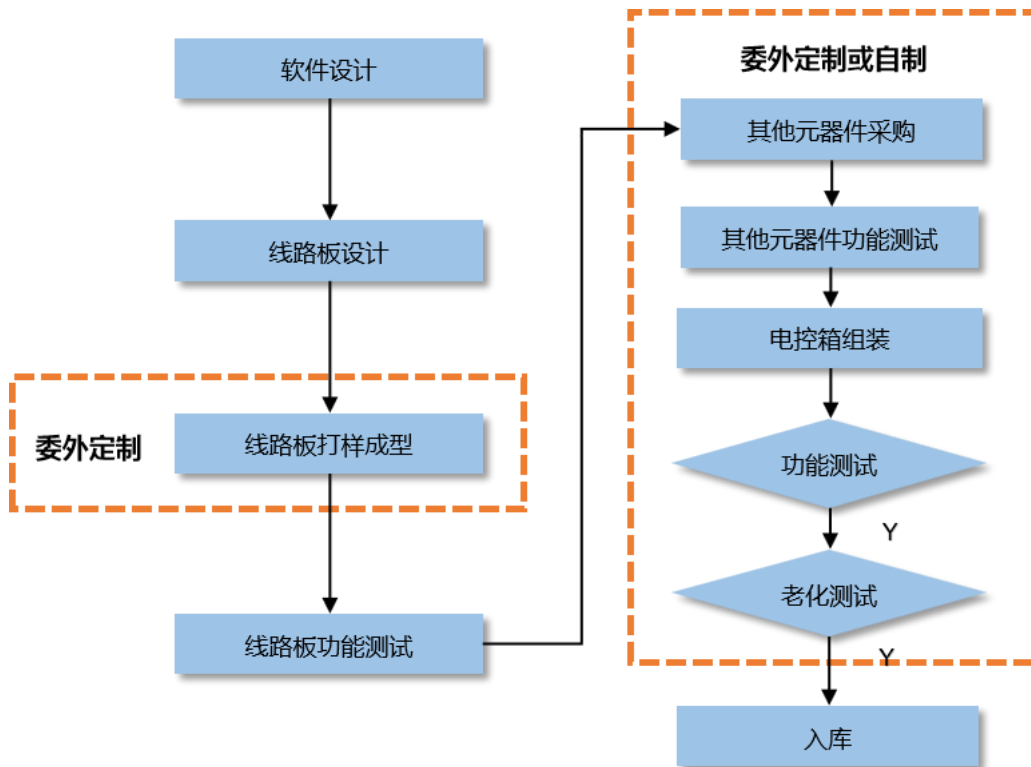 软件设计
线路板设计
委外定制
线路板打样成型
线路板功能测试
委外定制或自制
其他元器件采购
其他元器件功能测试
电控箱组装
功能测试
Y
老化测试
Y
入库